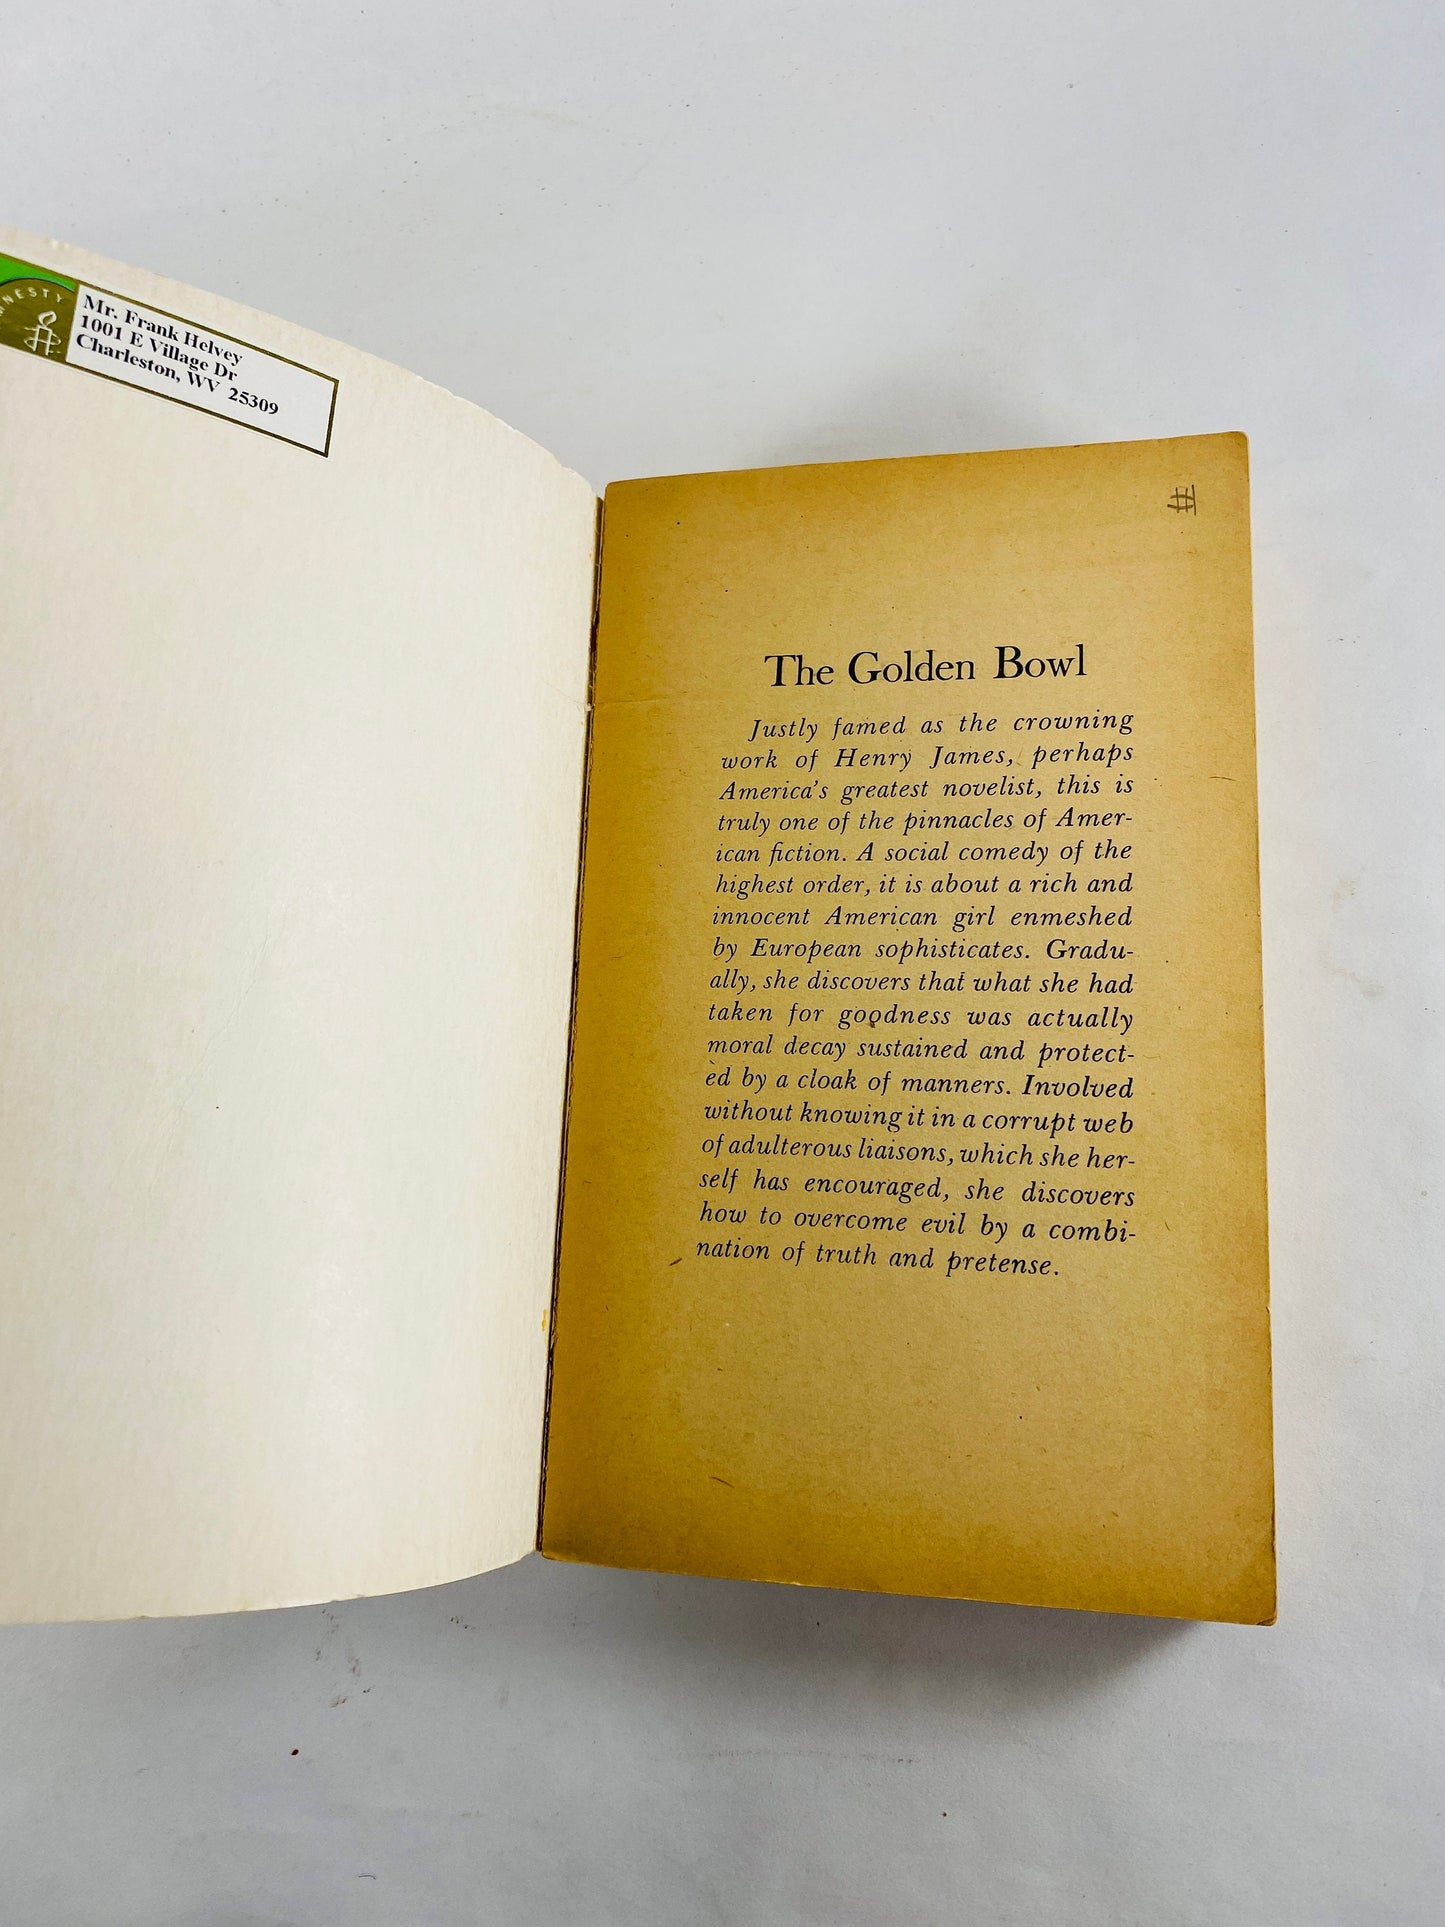 MNESTY
Mr. Frank Helvey
1001 E Village Dr
Charleston, WV 25309
#
The Golden Bowl
Justly famed as the crowning
work of Henry James, perhaps
America's greatest novelist, this is
truly one of the pinnacles of Amer-
ican fiction. A social comedy of the
highest order, it is about a rich and
innocent American girl enmeshed
by European sophisticates. Gradu-
ally, she discovers that what she had
taken for goodness was actually
moral decay sustained and protect-
ed by a cloak of manners. Involved
without knowing it in a corrupt web
of adulterous liaisons, which she her-
self has encouraged, she discovers
how to overcome evil by a combi-
nation of truth and pretense.